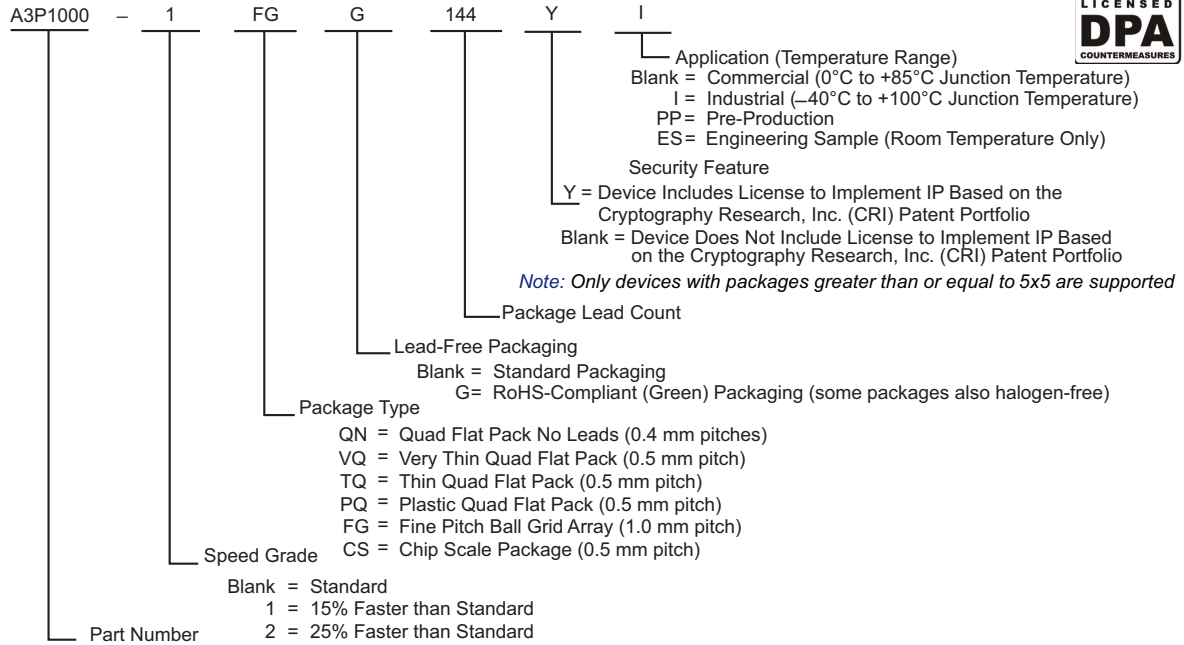 A3P1000 – 1 FG G 144 Y I
LICENSED
DPA
COUNTERMEASURES
Application (Temperature Range)
Blank = Commercial (0°C to +85°C Junction Temperature)
I = Industrial (–40°C to +100°C Junction Temperature)
PP = Pre-Production
ES = Engineering Sample (Room Temperature Only)
Security Feature
Y = Device Includes License to Implement IP Based on the
Cryptography Research, Inc. (CRI) Patent Portfolio
Blank = Device Does Not Include License to Implement IP Based
on the Cryptography Research, Inc. (CRI) Patent Portfolio
Note: Only devices with packages greater than or equal to 5x5 are supported
Package Lead Count
Lead-Free Packaging
Blank = Standard Packaging
G= RoHS-Compliant (Green) Packaging (some packages also halogen-free)
Package Type
QN = Quad Flat Pack No Leads (0.4 mm pitches)
VQ = Very Thin Quad Flat Pack (0.5 mm pitch)
TQ = Thin Quad Flat Pack (0.5 mm pitch)
PQ = Plastic Quad Flat Pack (0.5 mm pitch)
FG = Fine Pitch Ball Grid Array (1.0 mm pitch)
CS = Chip Scale Package (0.5 mm pitch)
Speed Grade
Blank = Standard
1 = 15% Faster than Standard
2 = 25% Faster than Standard
Part Number